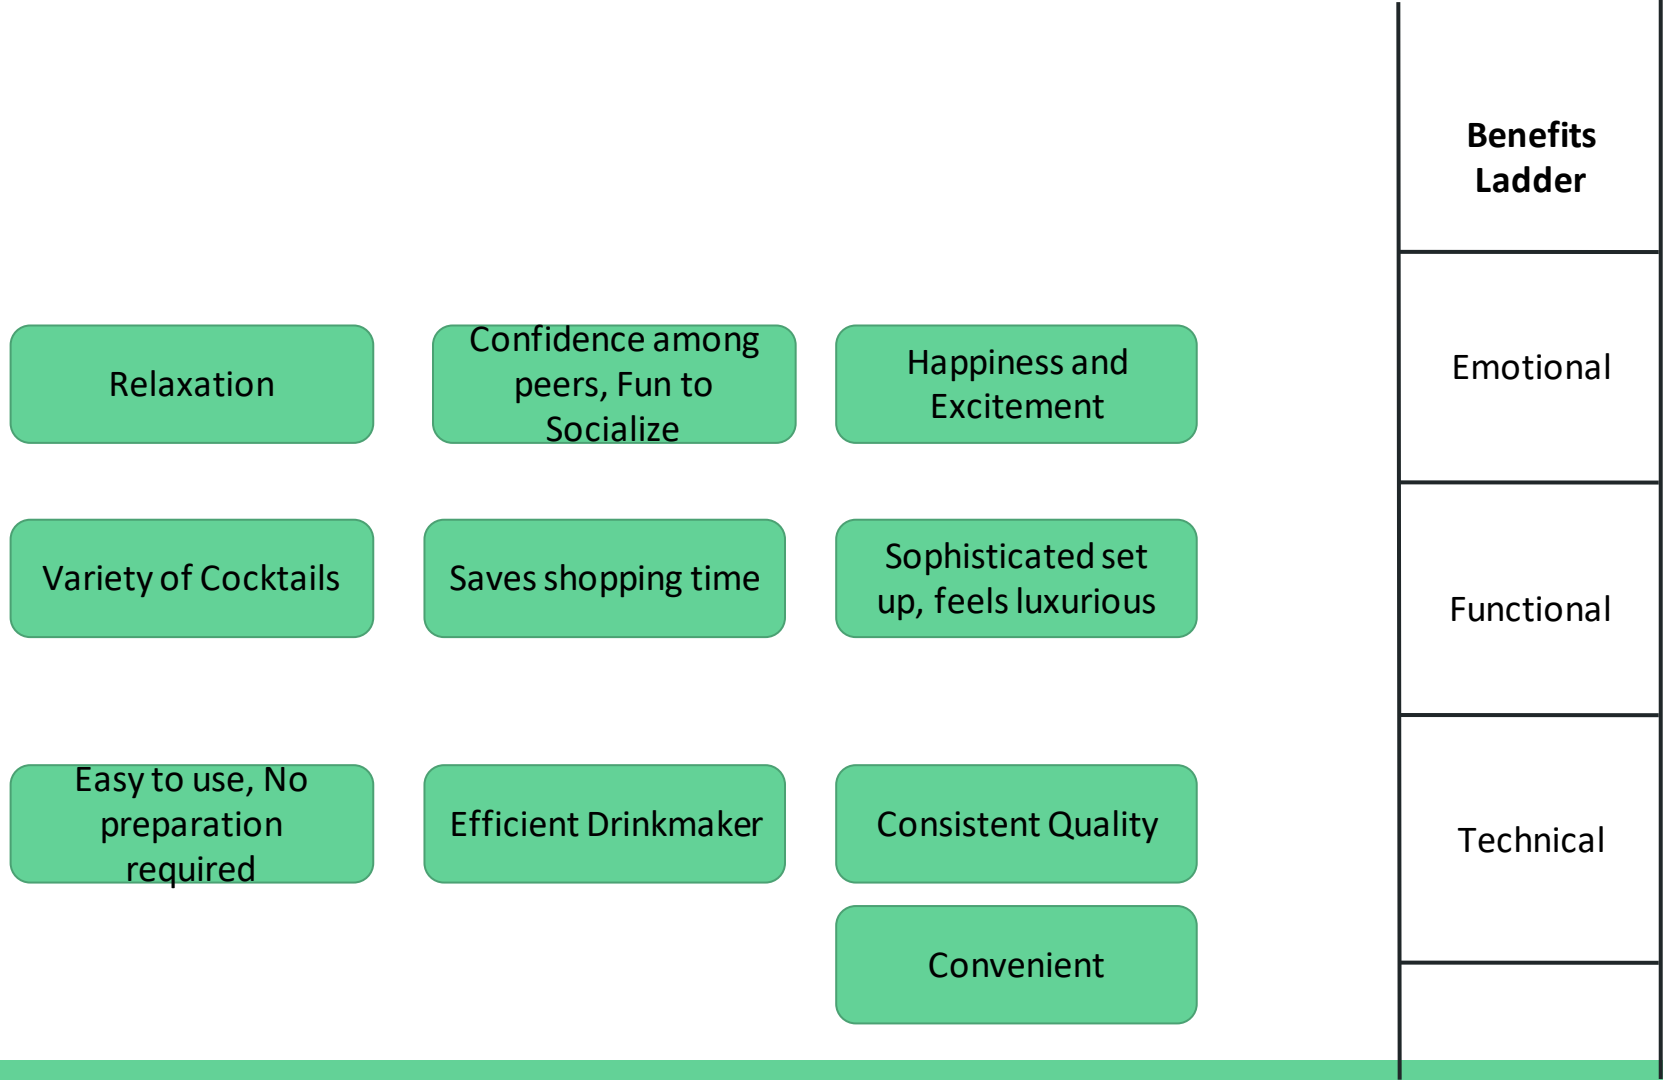 Benefits
Ladder
Relaxation
Confidence among
peers, Fun to
Socialize
Happiness and
Excitement
Emotional
Variety of Cocktails
Saves shopping time
Sophisticated set
up, feels luxurious
Functional
Easy to use, No
preparation
required
Efficient Drinkmaker
Consistent Quality
Technical
Convenient